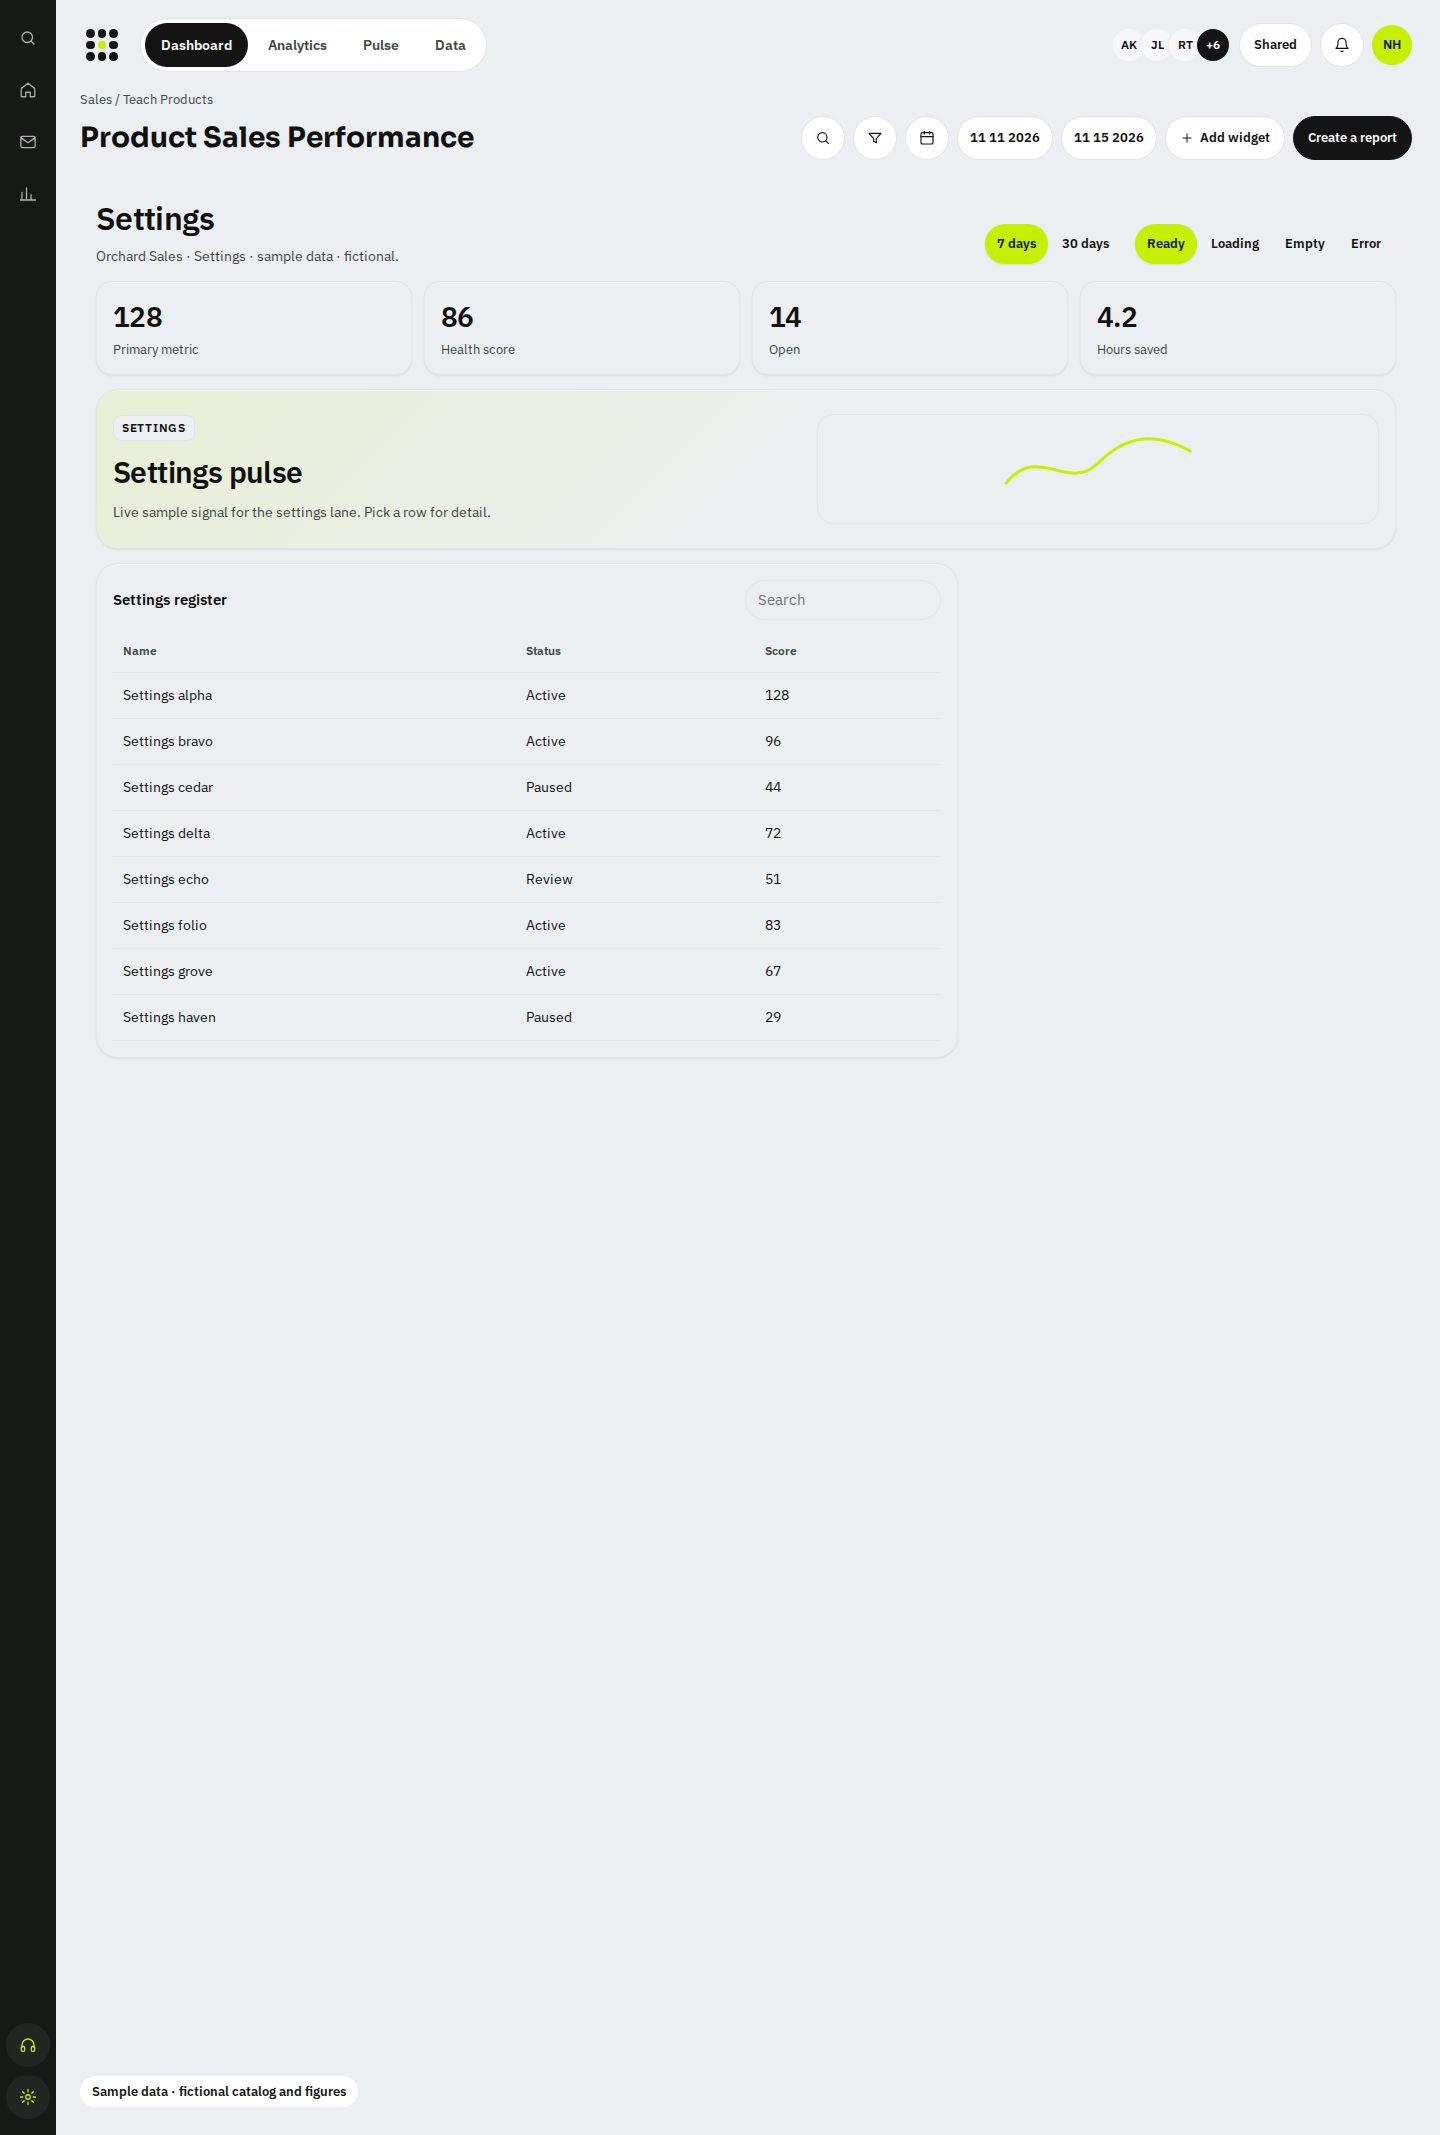 Dashboard Analytics Pulse Data AK JL RT +6 Shared NH
Sales / Teach Products
Product Sales Performance 11 11 2026 11 15 2026 Add widget Create a report
Settings
Orchard Sales · Settings · sample data · fictional. 7 days 30 days Ready Loading Empty Error
128 86 14 4.2
Primary metric Health score Open Hours saved
SETTINGS
Settings pulse
Live sample signal for the settings lane. Pick a row for detail.
Settings register Search
Name Status Score
Settings alpha Active 128
Settings bravo Active 96
Settings cedar Paused 44
Settings delta Active 72
Settings echo Review 51
Settings folio Active 83
Settings grove Active 67
Settings haven Paused 29
Sample data · fictional catalog and figures